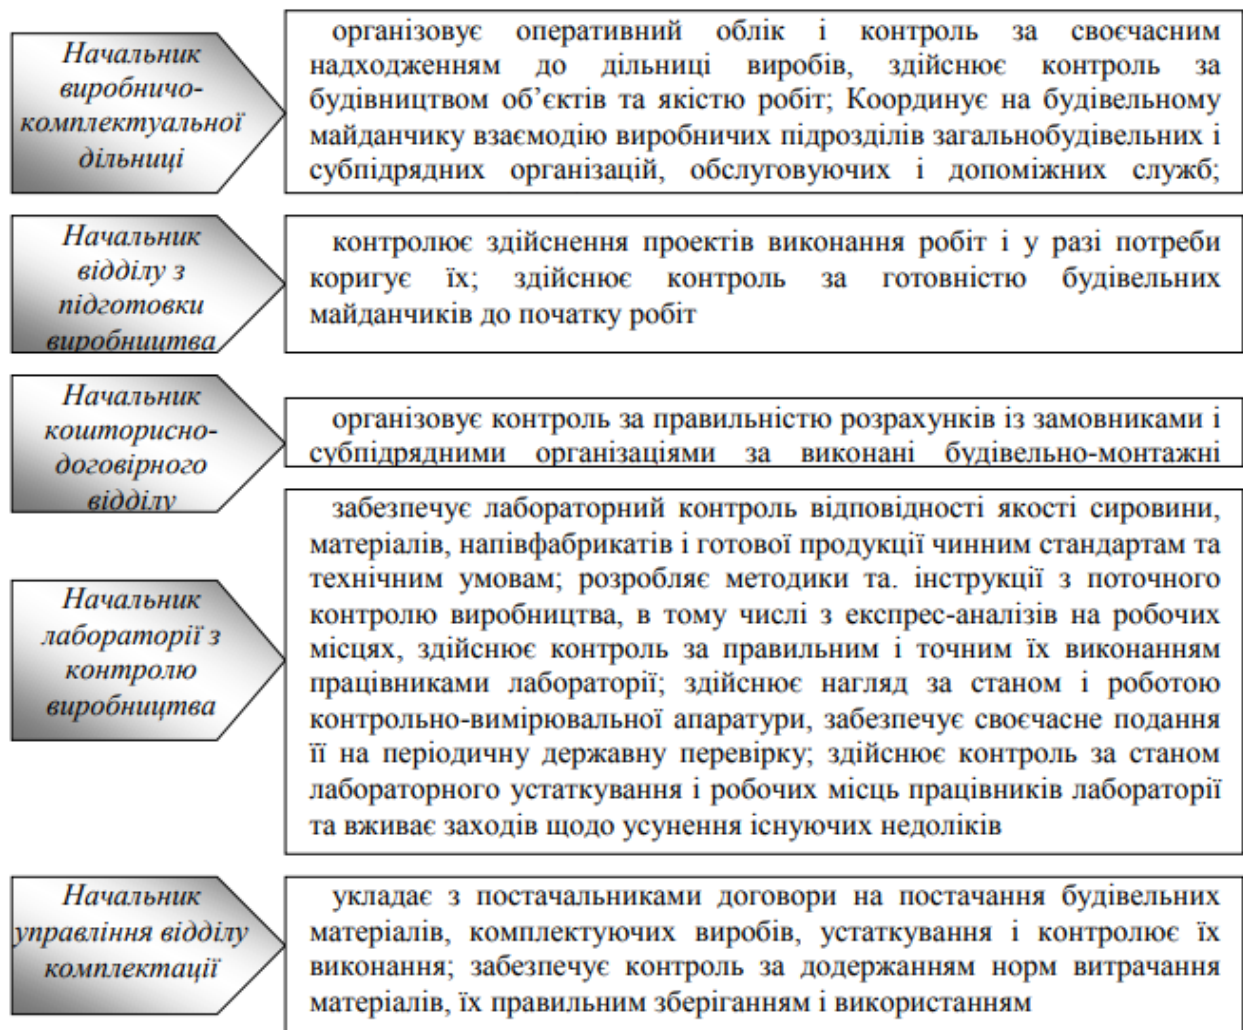 Начальник
виробничо-
комплектуальної
дільниці
організовує оперативний облік і контроль за своєчасним
надходженням до дільниці виробів, здійснює контроль за
будівництвом об’єктів та якістю робіт; Координує на будівельному
майданчику взаємодію виробничих підрозділів загальнобудівельних і
субпідрядних організацій, обслуговуючих і допоміжних служб;
Начальник
відділу з
підготовки
виробництва
контролює здійснення проектів виконання робіт і у разі потреби
коригує їх; здійснює контроль за готовністю будівельних
майданчиків до початку робіт
Начальник
кошторисно-
договірного
відділу
організовує контроль за правильністю розрахунків із замовниками і
субпідрядними організаціями за виконані будівельно-монтажні
Начальник
лабораторії з
контролю
виробництва
забезпечує лабораторний контроль відповідності якості сировини,
матеріалів, напівфабрикатів і готової продукції чинним стандартам та
технічним умовам; розробляє методики та. інструкції з поточного
контролю виробництва, в тому числі з експрес-аналізів на робочих
місцях, здійснює контроль за правильним і точним їх виконанням
працівниками лабораторії; здійснює нагляд за станом і роботою
контрольно-вимірювальної апаратури, забезпечує своєчасне подання
її на періодичну державну перевірку; здійснює контроль за станом
лабораторного устаткування і робочих місць працівників лабораторії
та вживає заходів щодо усунення існуючих недоліків
Начальник
управління відділу
комплектації
укладає з постачальниками договори на постачання будівельних
матеріалів, комплектуючих виробів, устаткування і контролює їх
виконання; забезпечує контроль за додержанням норм витрачання
матеріалів, їх правильним зберіганням і використанням